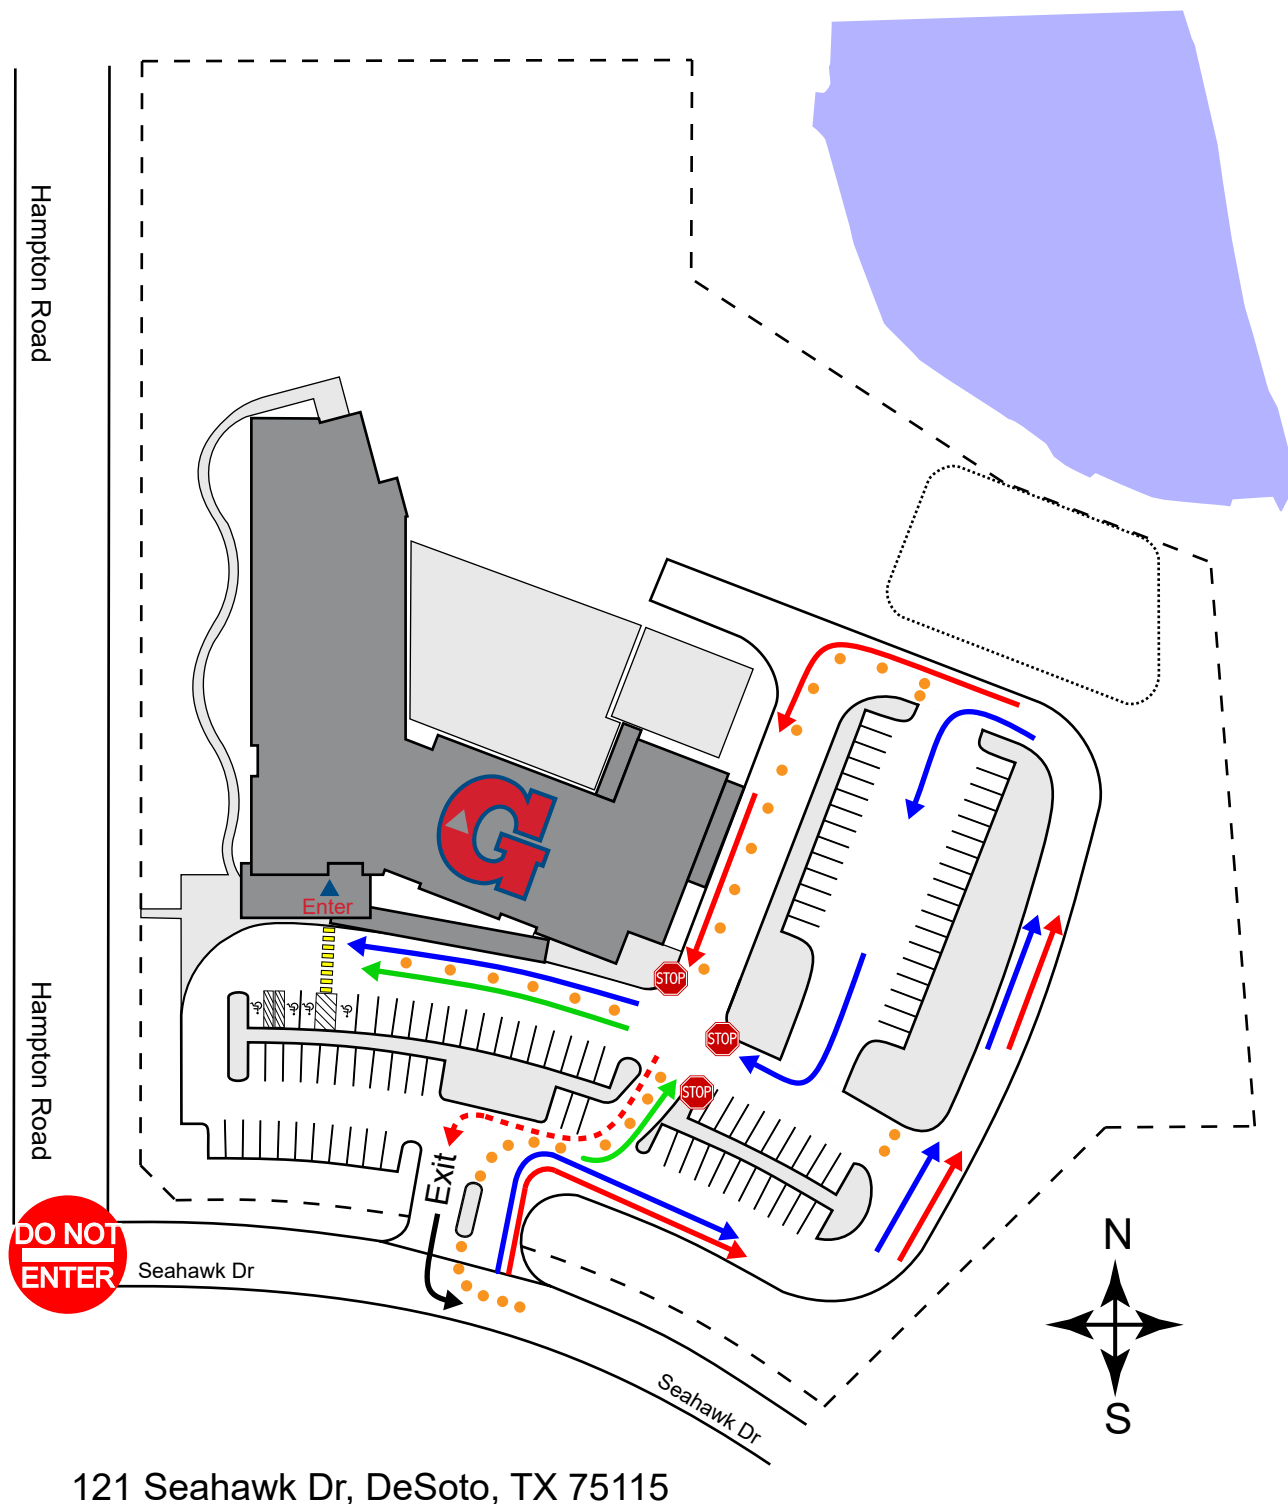 Hampton Road
Enter
G
STOP
STOP
STOP
Hampton Road
Exit
DO NOT
ENTER
Seahawk Dr
N
S
Seahawk Dr
121 Seahawk Dr, DeSoto, TX 75115